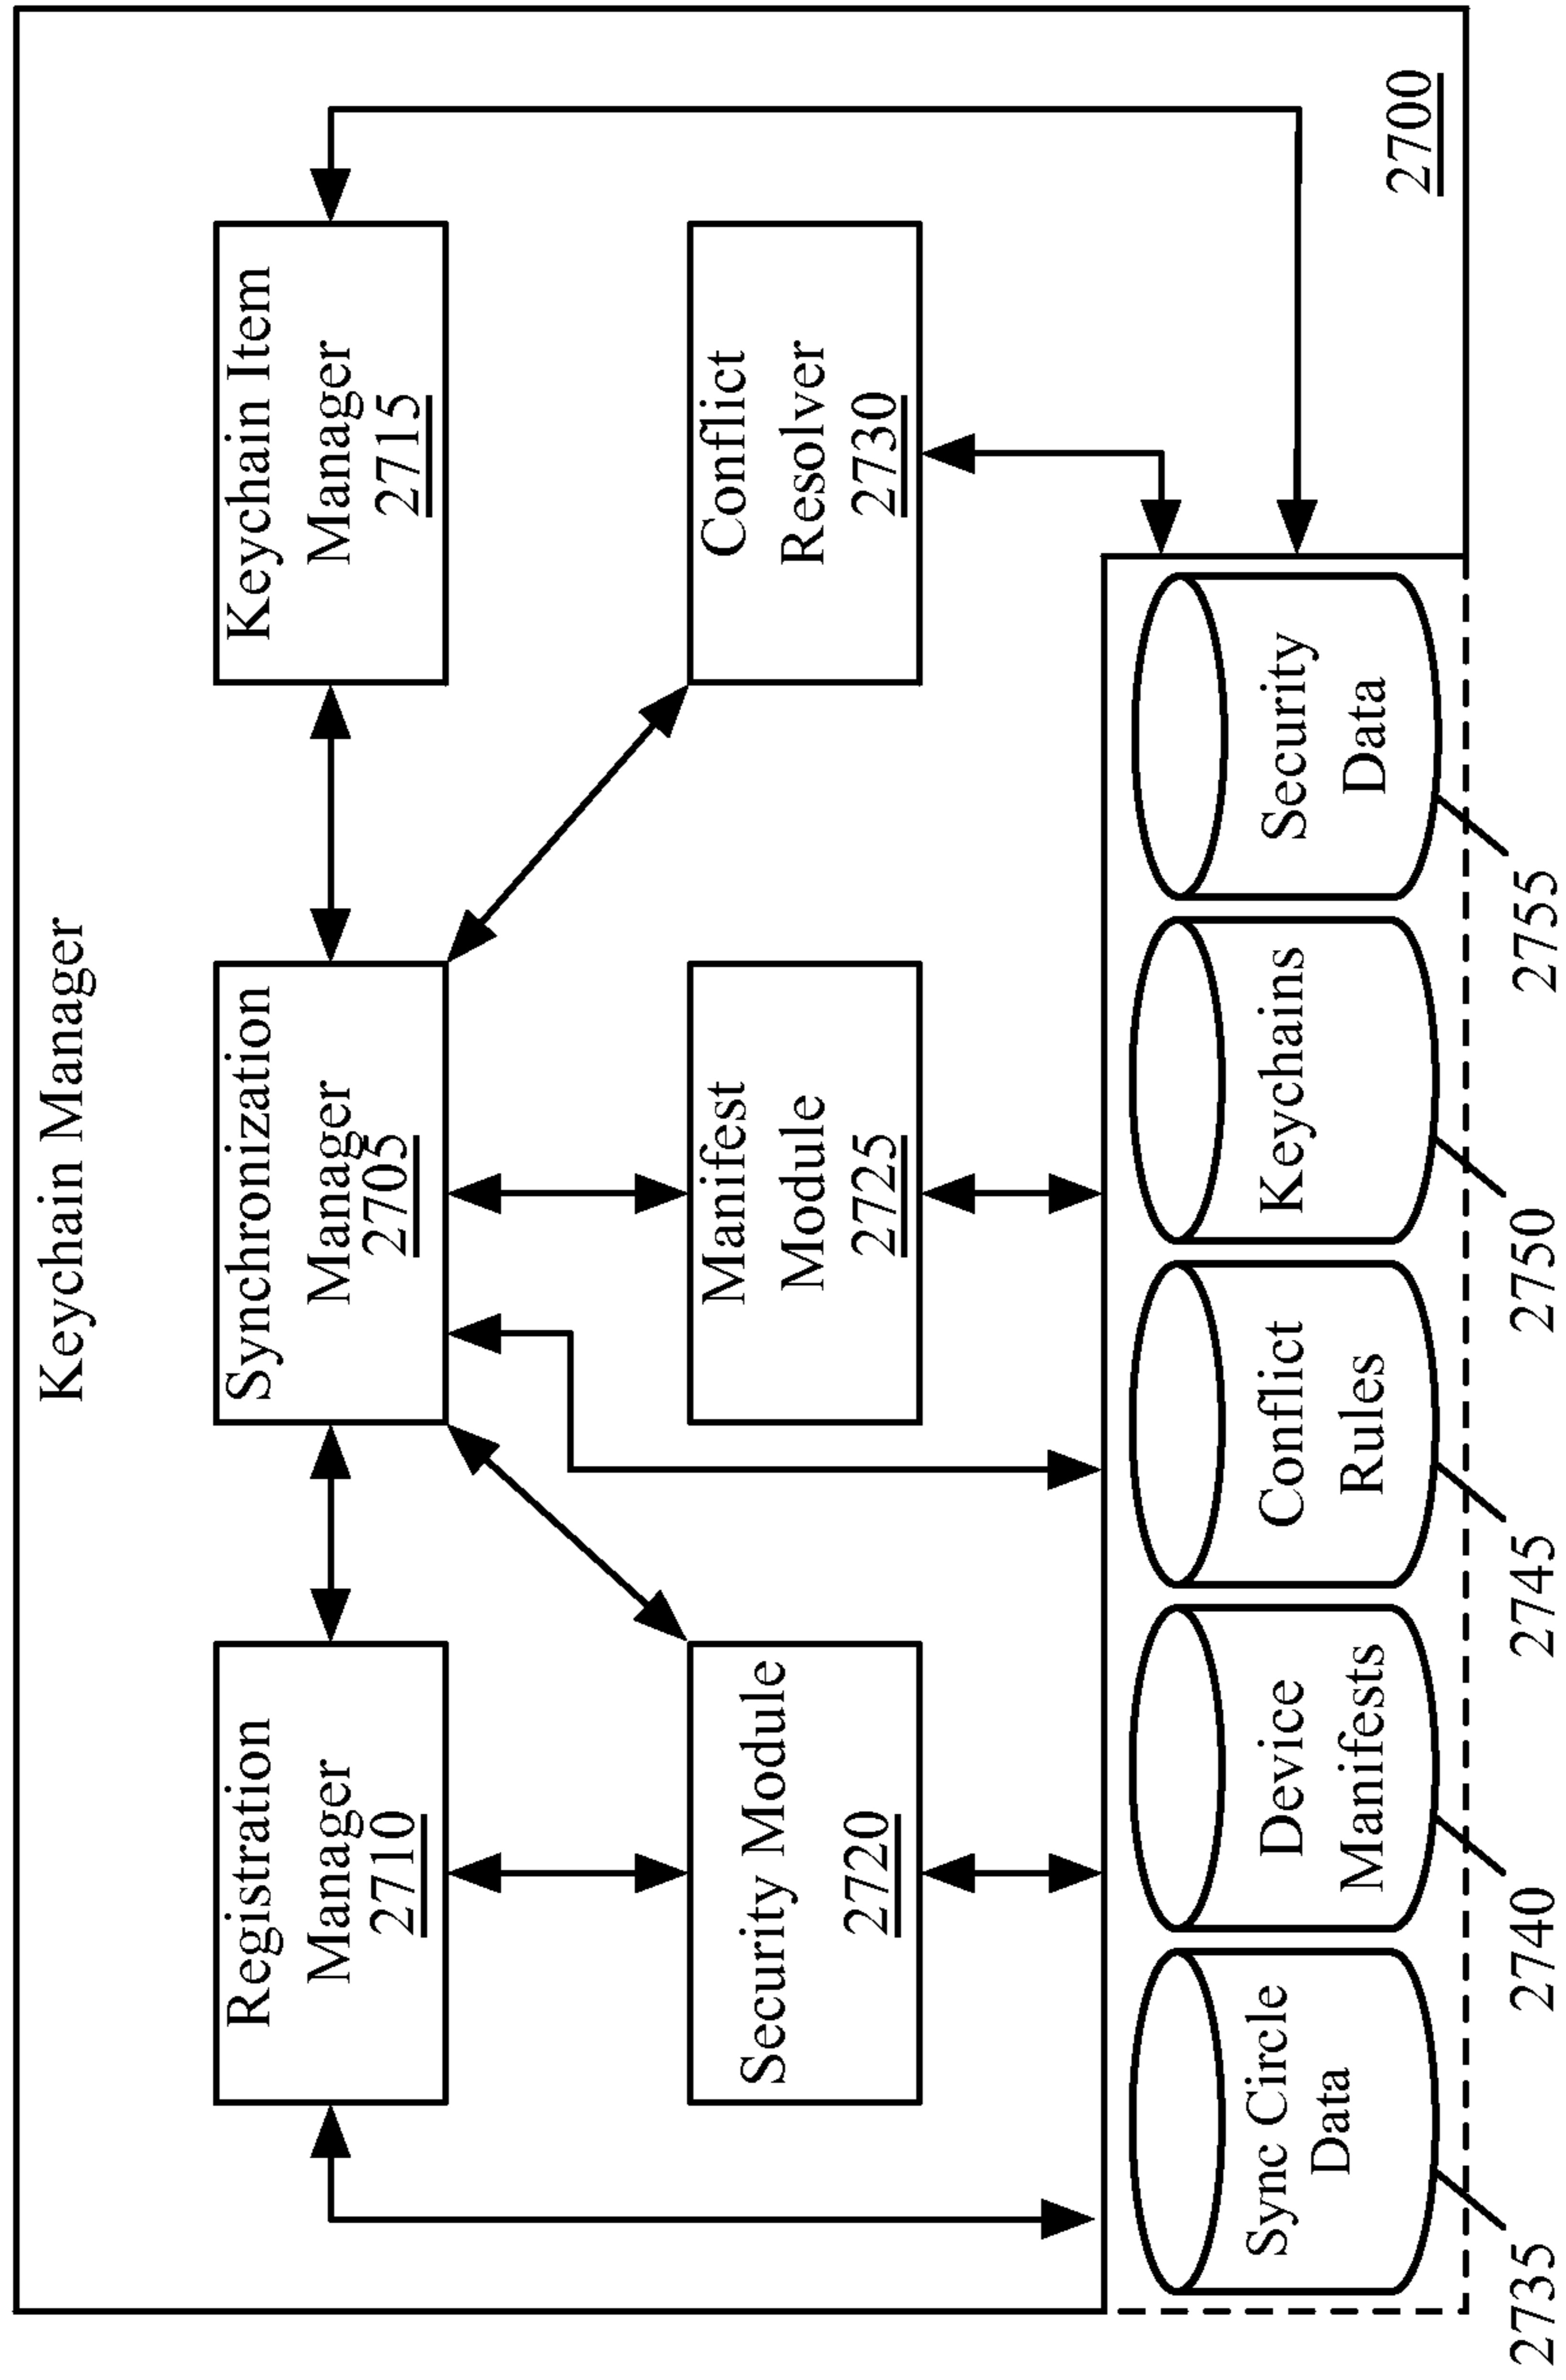 Keychain Manager
Registration
Manager
2710
Synchronization
Manager
2705
Keychain Item
Manager
2715
Security Module
2720
Manifest
Module
2725
Conflict
Resolver
2730
Sync Circle
Data
Device
Manifests
Conflict
Rules
Keychains
Security
Data
2700
2735
2740
2745
2750
2755